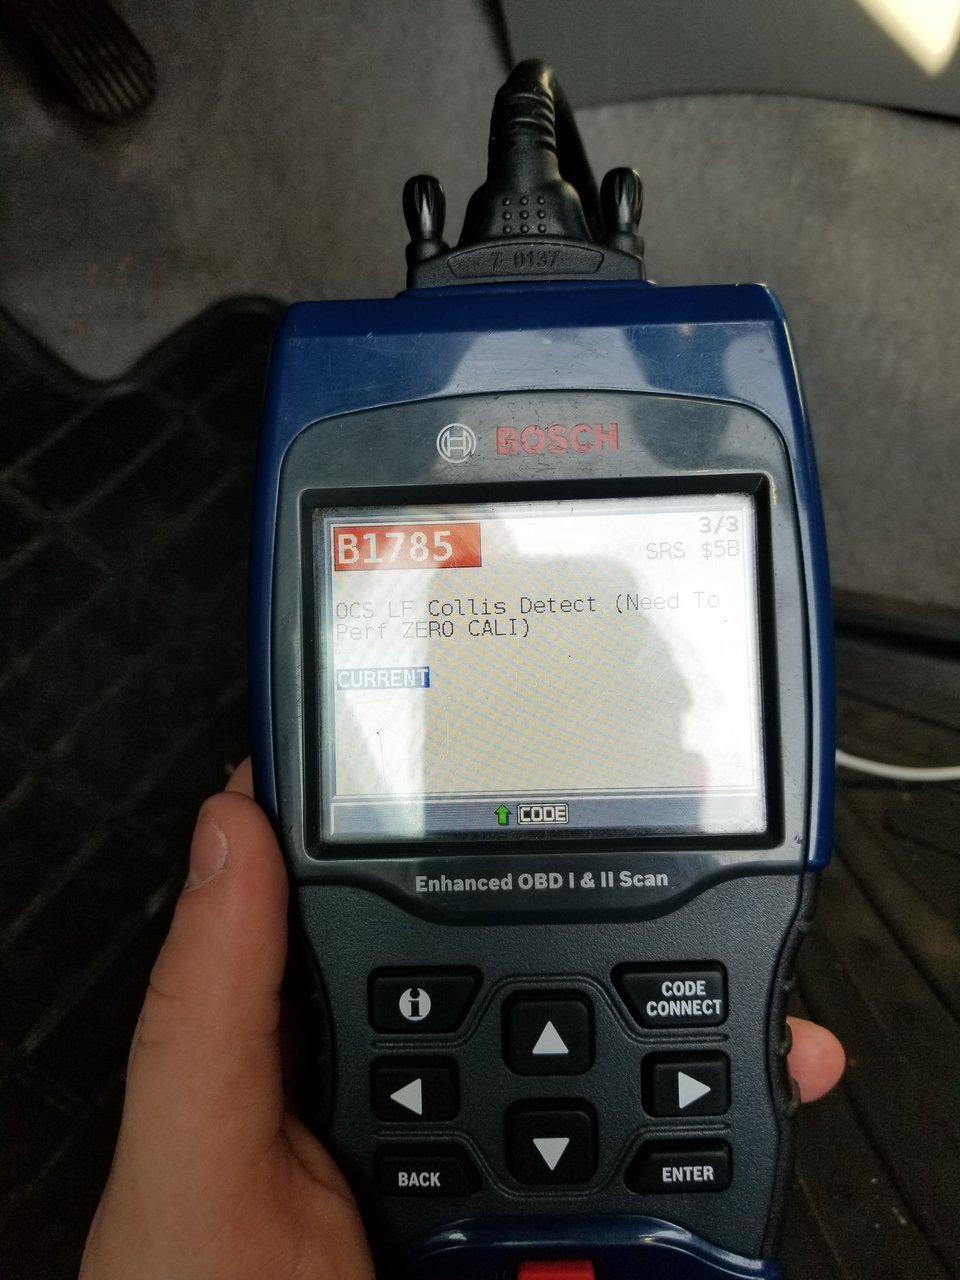 7-0137
BOSCH
B1785
3/3
SRS $5B
OCS LF Collis Detect (Need To
Perf ZERO CALI)
CURRENT
CODE
Enhanced OBD I & II Scan
i
CODE
CONNECT
BACK
ENTER